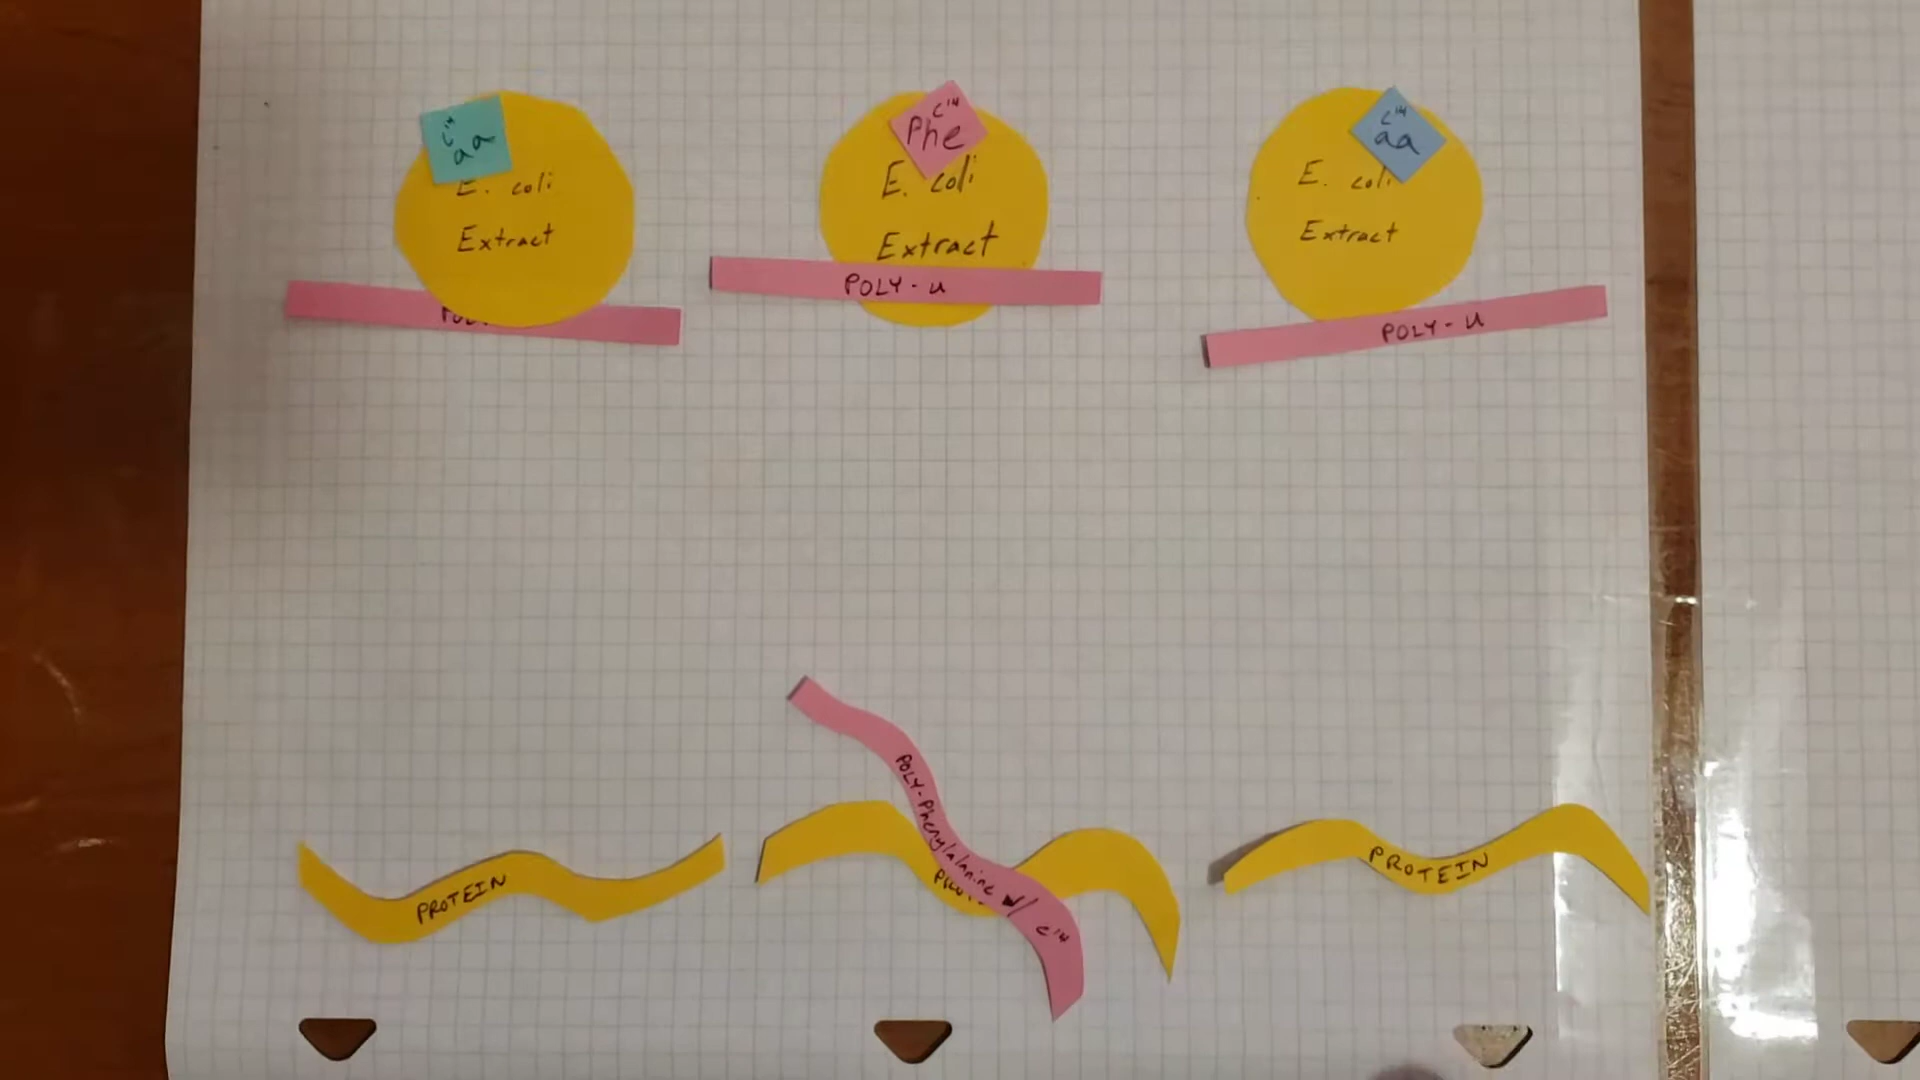 C14
aa
E. coli
Extract
C14
Phe
E. coli
Extract
POLY-U
C14
aa
E. coli
Extract
POLY-U
PROTEIN
POLY-Phenylalanine w/ C14
PROTEIN